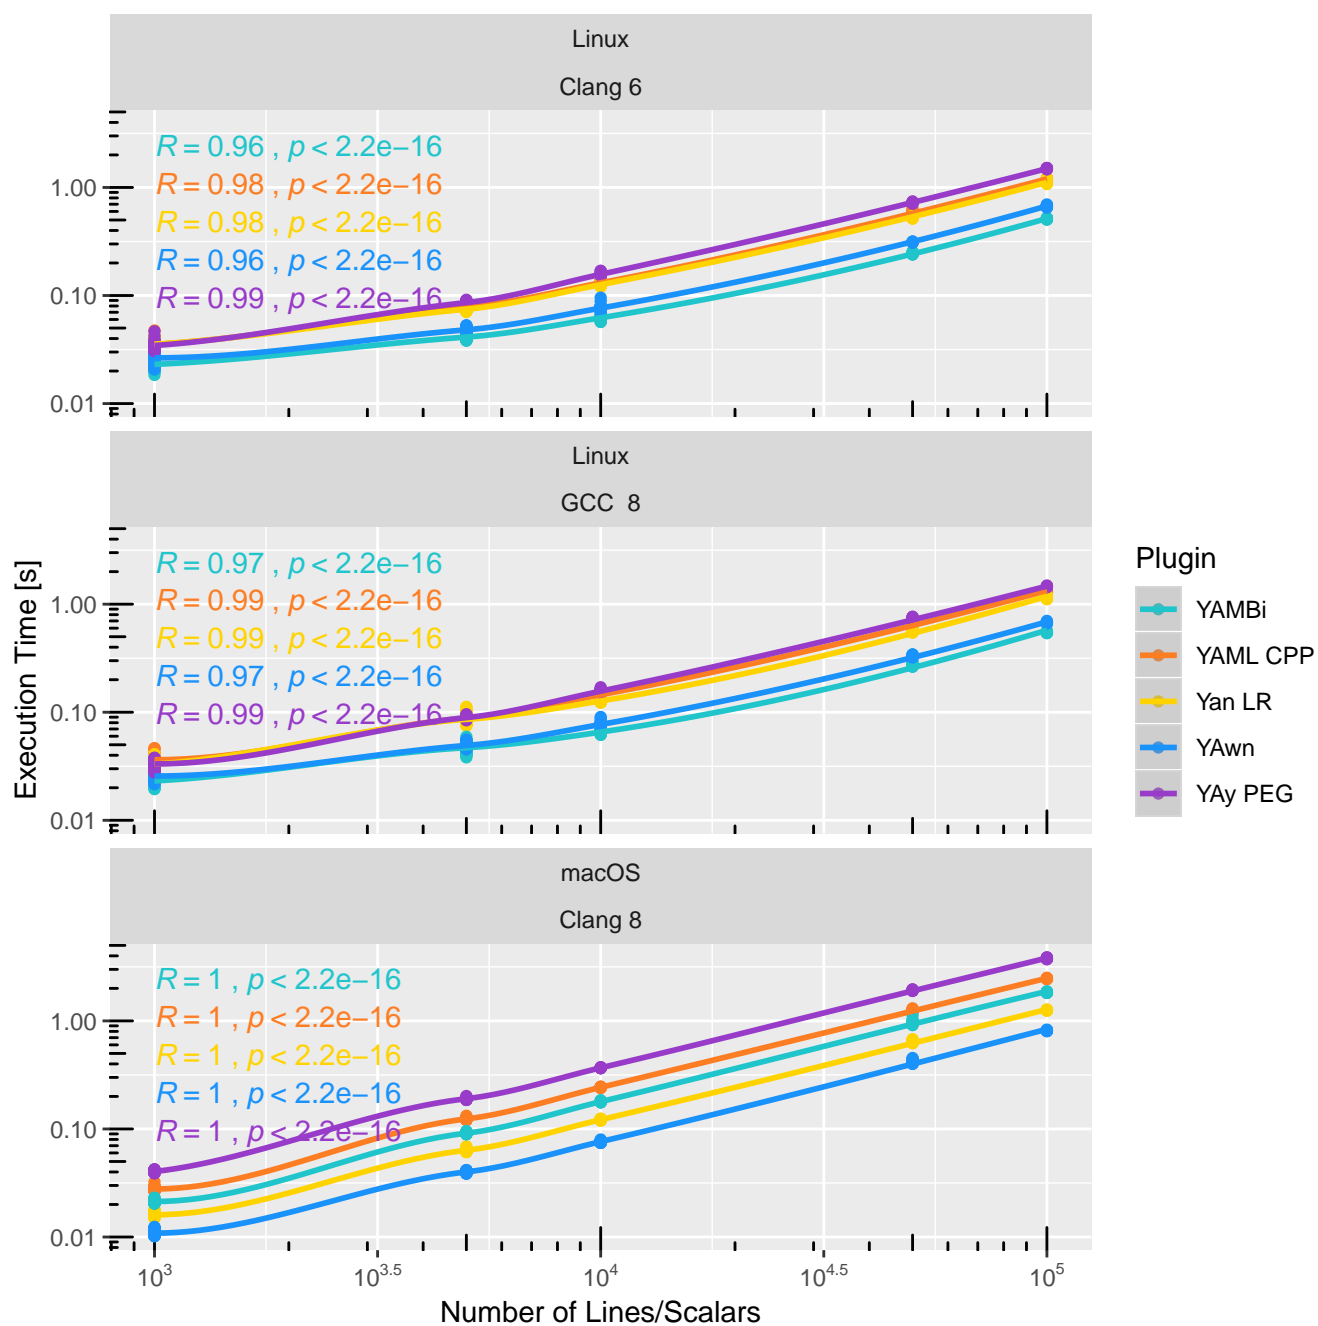 Linux
Clang 6
R = 0.96 , p < 2.2e−16
R = 0.98 , p < 2.2e−16
R = 0.98 , p < 2.2e−16
R = 0.96 , p < 2.2e−16
R = 0.99 , p < 2.2e−16
1.00
0.10
0.01
Linux
GCC 8
R = 0.97 , p < 2.2e−16
R = 0.99 , p < 2.2e−16
R = 0.99 , p < 2.2e−16
R = 0.97 , p < 2.2e−16
R = 0.99 , p < 2.2e−16
1.00
0.10
0.01
macOS
Clang 8
R = 1 , p < 2.2e−16
R = 1 , p < 2.2e−16
R = 1 , p < 2.2e−16
R = 1 , p < 2.2e−16
R = 1 , p < 2.2e−16
1.00
0.10
0.01
10^3
10^3.5
10^4
10^4.5
10^5
Number of Lines/Scalars
Execution Time [s]
Plugin
YAMBi
YAML CPP
Yan LR
YAwn
YAy PEG